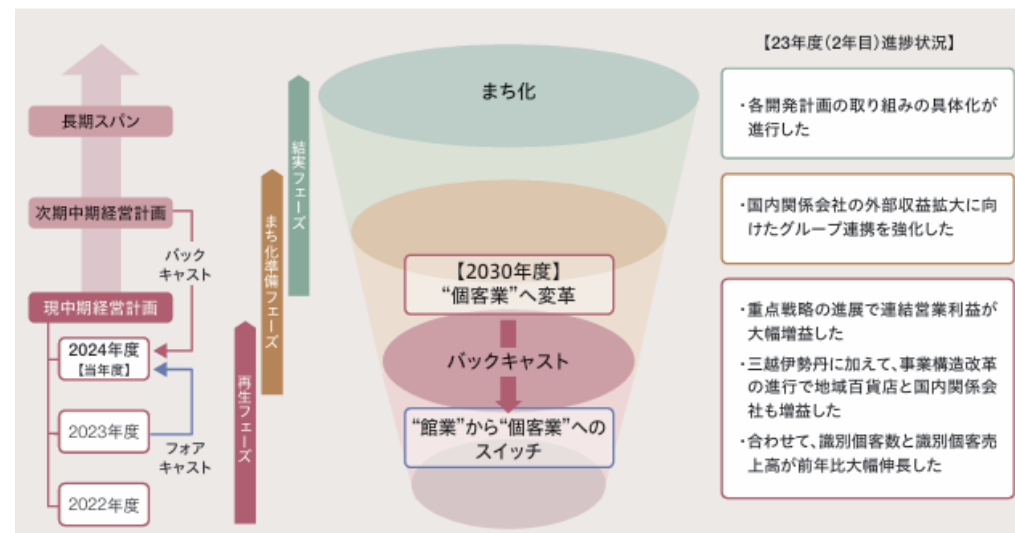 長期スパン
次期中期経営計画
バック
キャスト
現中期経営計画
2024年度
【当年度】
2023年度
フォア
キャスト
2022年度
再生フェーズ
まち化準備フェーズ
結実フェーズ
まち化
【2030年度】
“個客業”へ変革
バックキャスト
“館業”から“個客業”への
スイッチ
【23年度(2年目)進捗状況】
・各開発計画の取り組みの具体化が
進行した
・国内関係会社の外部収益拡大に向
けたグループ連携を強化した
・重点戦略の進展で連結営業利益が
大幅増益した
・三越伊勢丹に加えて、事業構造改革
の進行で地域百貨店と国内関係会
社も増益した
・合わせて、識別個客数と識別個客売
上高が前年比大幅伸長した